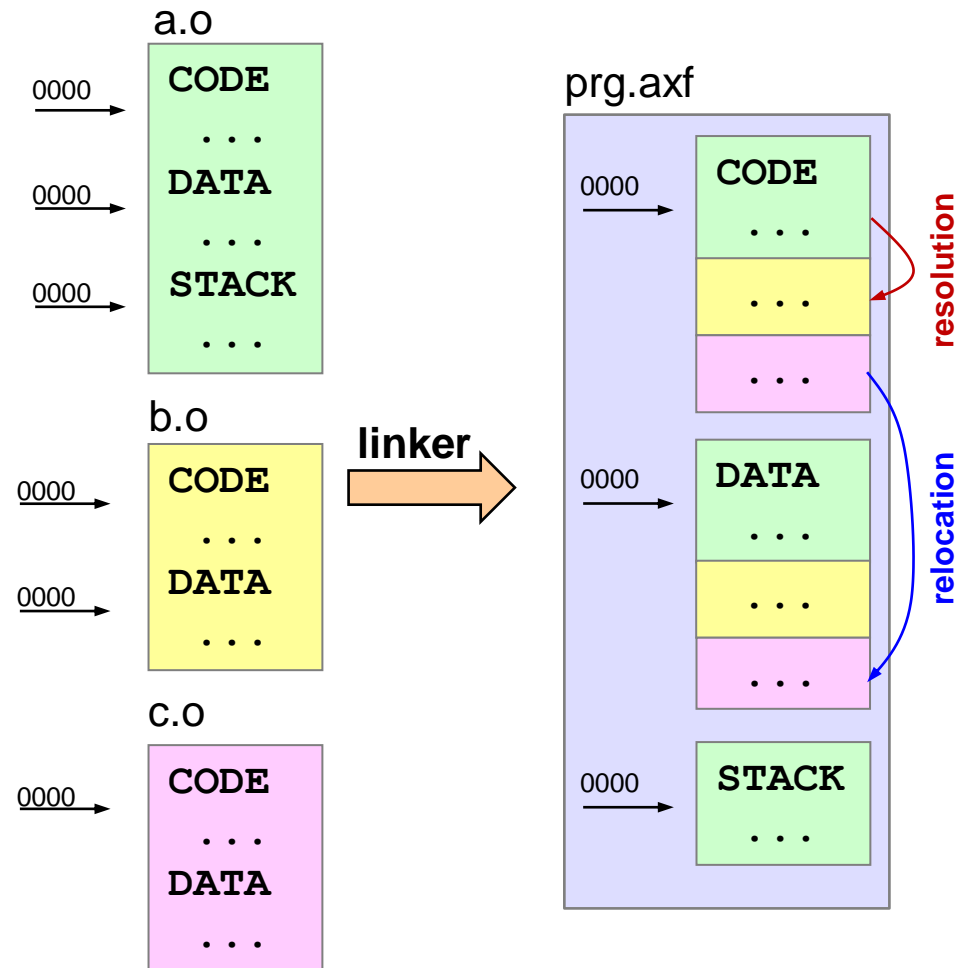 a.o
0000
CODE
...
0000
DATA
...
0000
STACK
...
b.o
0000
CODE
...
0000
DATA
...
c.o
0000
CODE
...
DATA
...
linker
prg.axf
0000
CODE
...
...
...
resolution
0000
DATA
...
...
...
relocation
0000
STACK
...